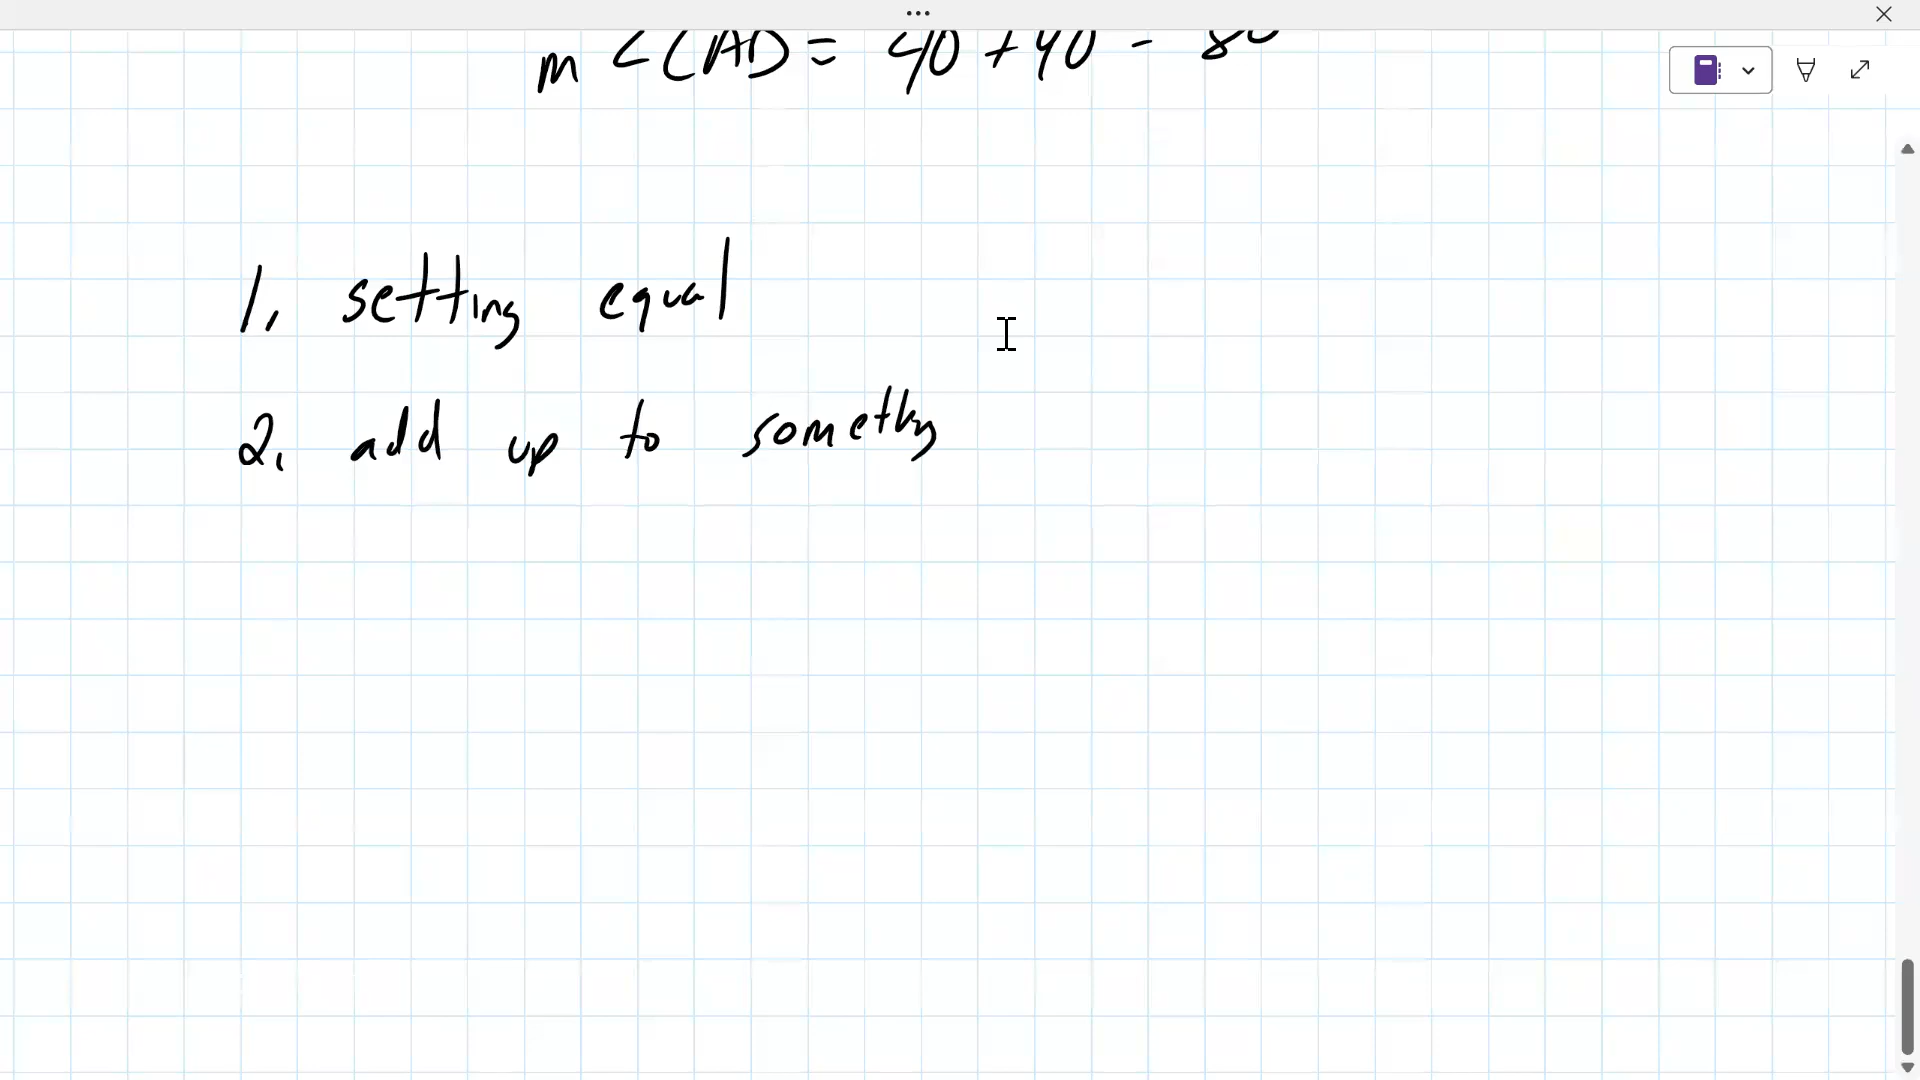 m <CAD = 40 + 40 = 80
1. setting equal
2. add up to somethg